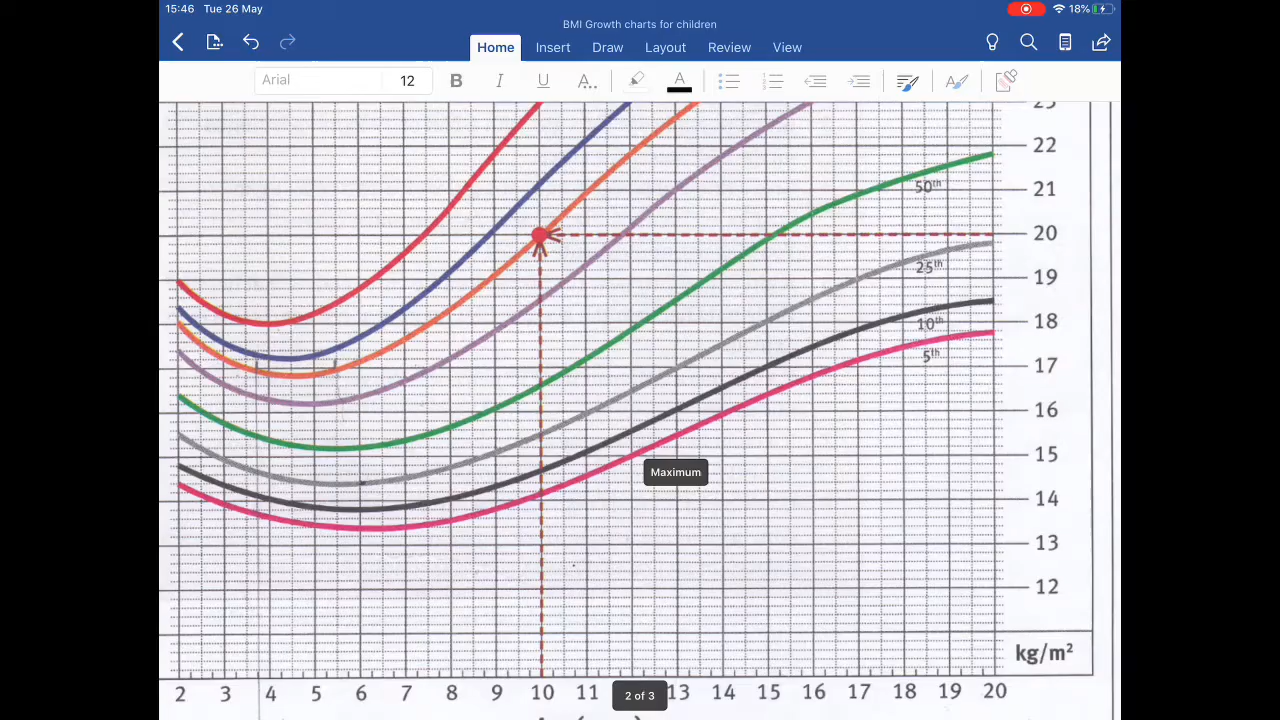 15:46 Tue 26 May 18%
BMI Growth charts for children
Home Insert Draw Layout Review View
Arial 12 B I U A...  A
22
50th 21
20
25th 19
10th 18
5th 17
16
15
Maximum
14
13
12
kg/m²
2 3 4 5 6 7 8 9 10 11 13 14 15 16 17 18 19 20
2 of 3